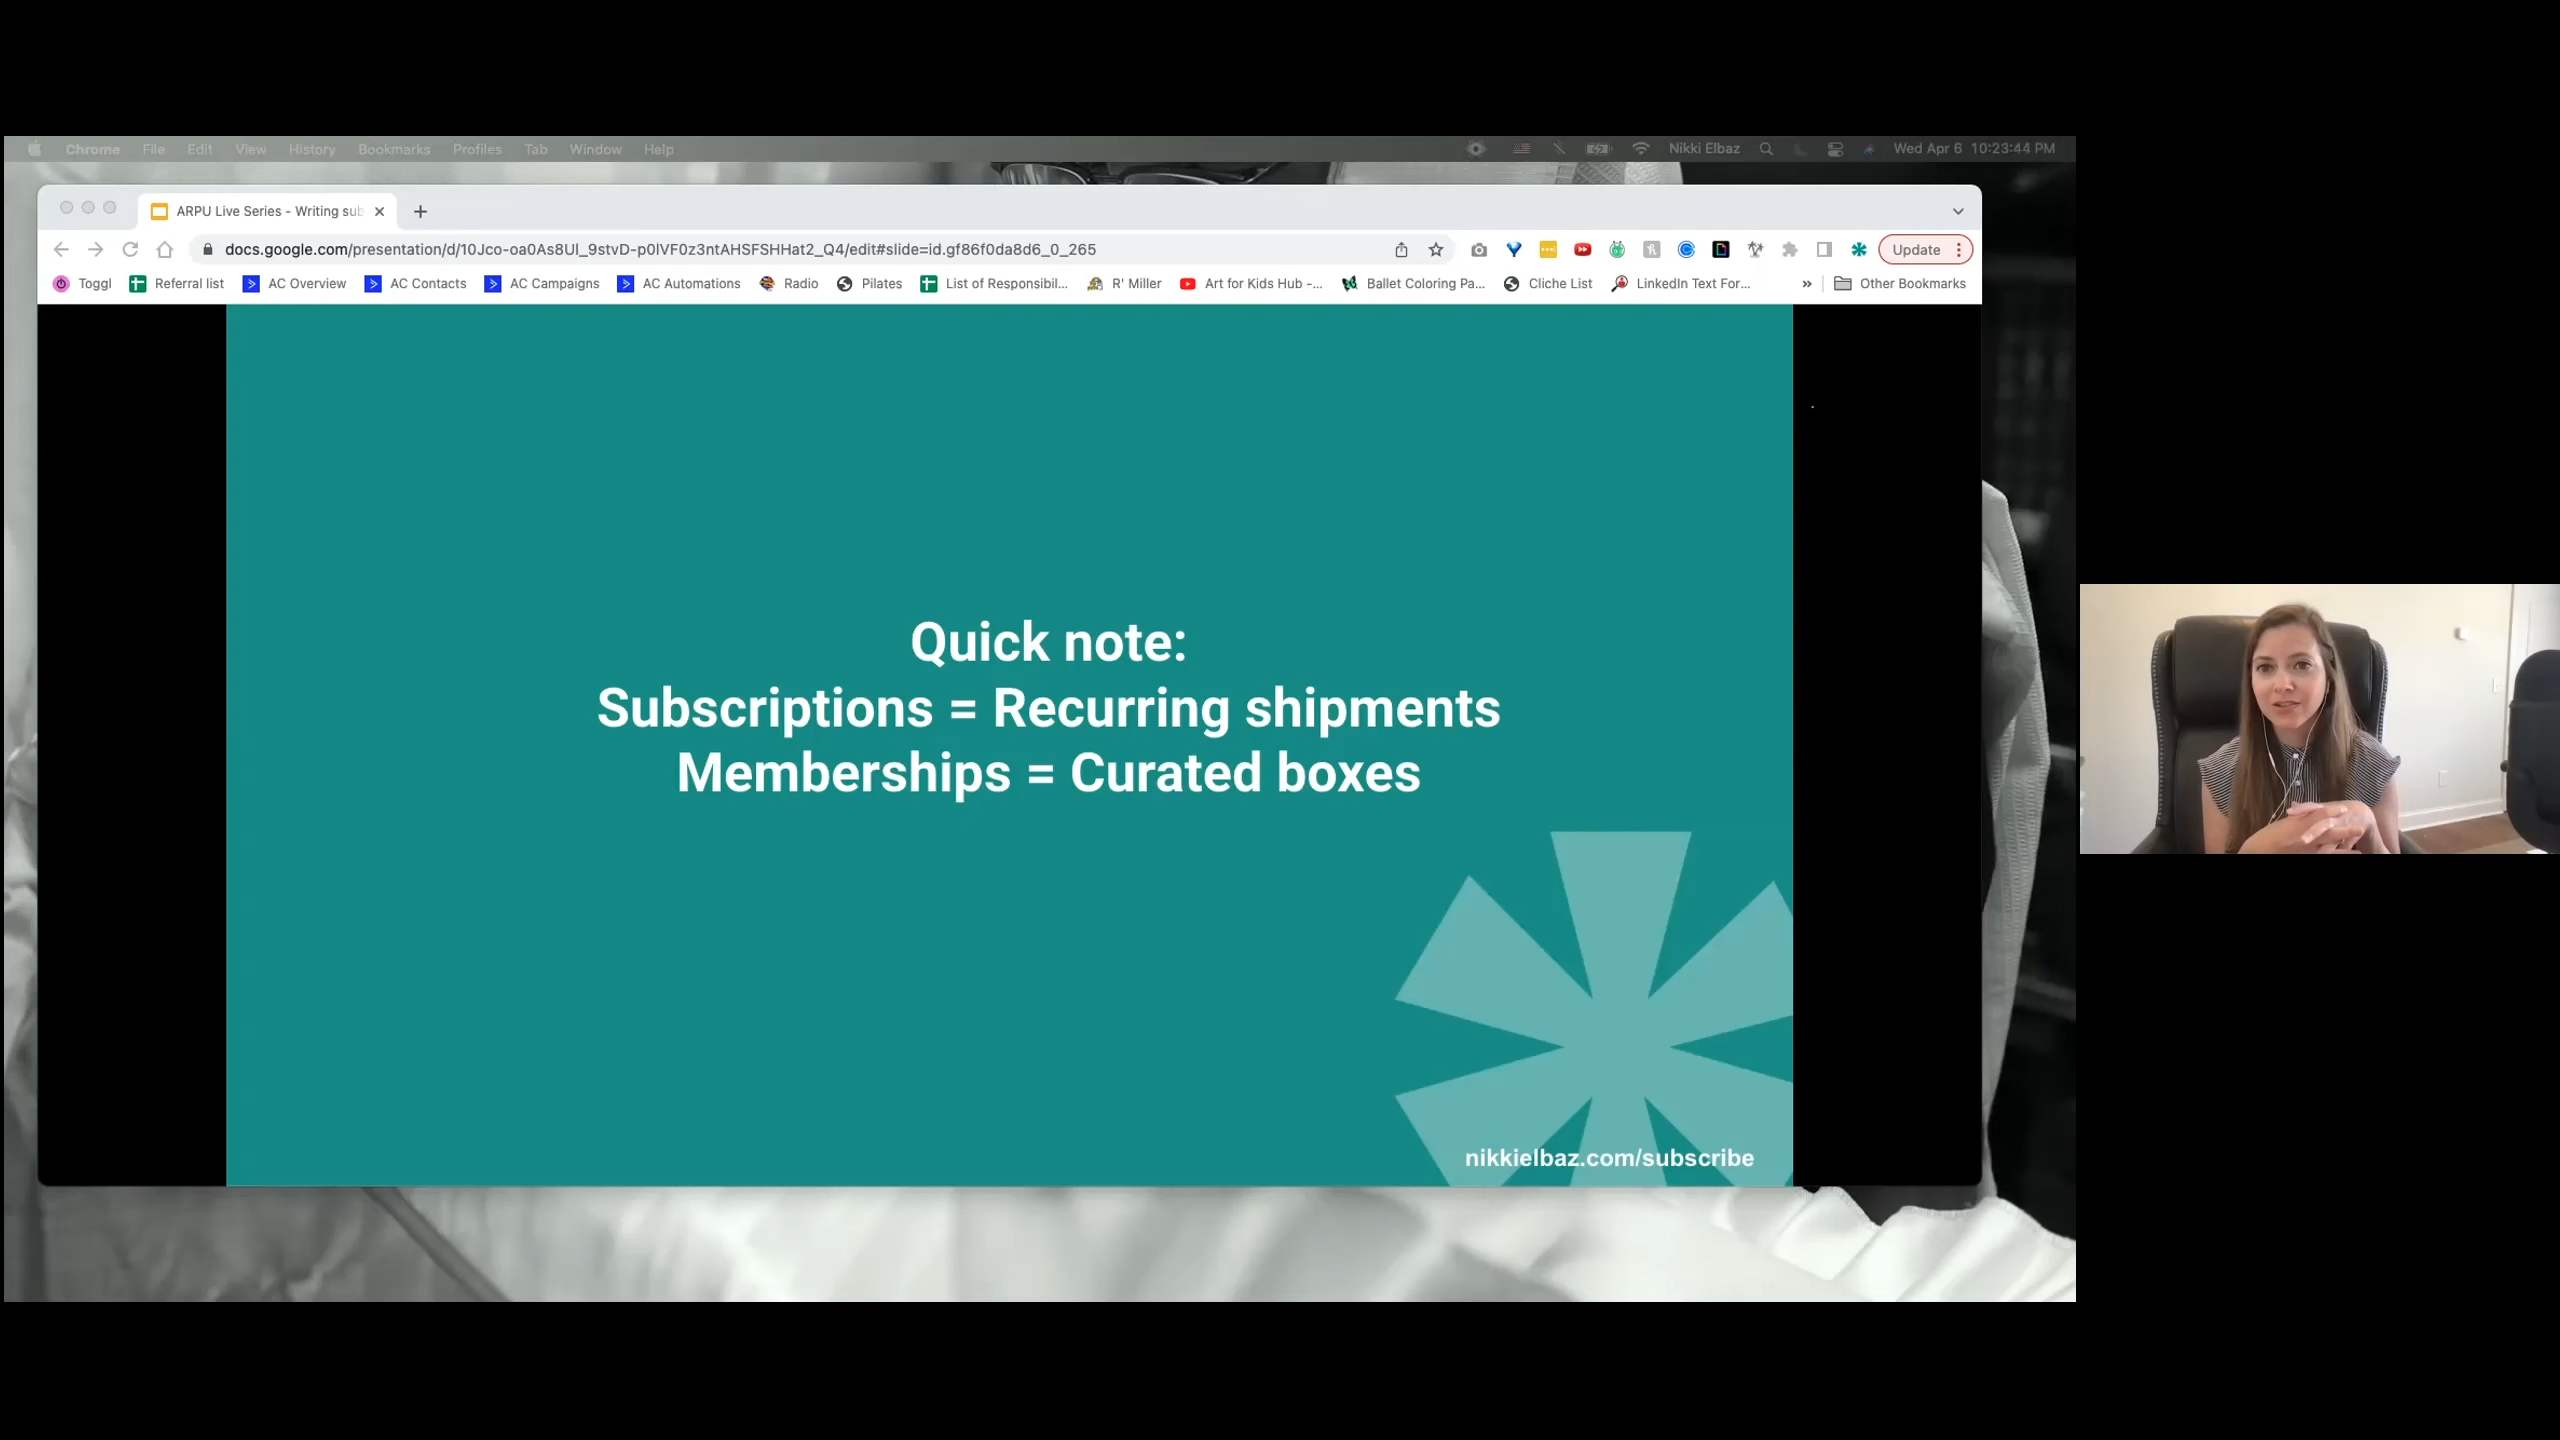 Chrome File Edit View History Bookmarks Profiles Tab Window Help Nikki Elbaz Wed Apr 6 10:23:44 PM
ARPU Live Series - Writing sub
docs.google.com/presentation/d/10Jco-oa0As8Ul_9stvD-p0lVF0z3ntAHSFSHHat2_Q4/edit#slide=id.gf86f0da8d6_0_265 Update
Toggl Referral list AC Overview AC Contacts AC Campaigns AC Automations Radio Pilates List of Responsibil... R' Miller Art for Kids Hub -... Ballet Coloring Pa... Cliche List LinkedIn Text For... » Other Bookmarks
Quick note:
Subscriptions = Recurring shipments
Memberships = Curated boxes
nikkielbaz.com/subscribe